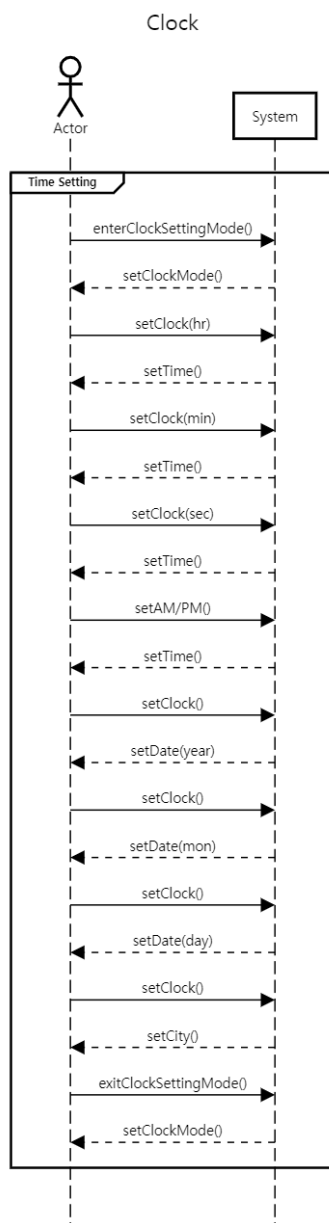 Clock
Actor
System
Time Setting
enterClockSettingMode()
setClockMode()
setClock(hr)
setTime()
setClock(min)
setTime()
setClock(sec)
setTime()
setAM/PM()
setTime()
setClock()
setDate(year)
setClock()
setDate(mon)
setClock()
setDate(day)
setClock()
setCity()
exitClockSettingMode()
setClockMode()